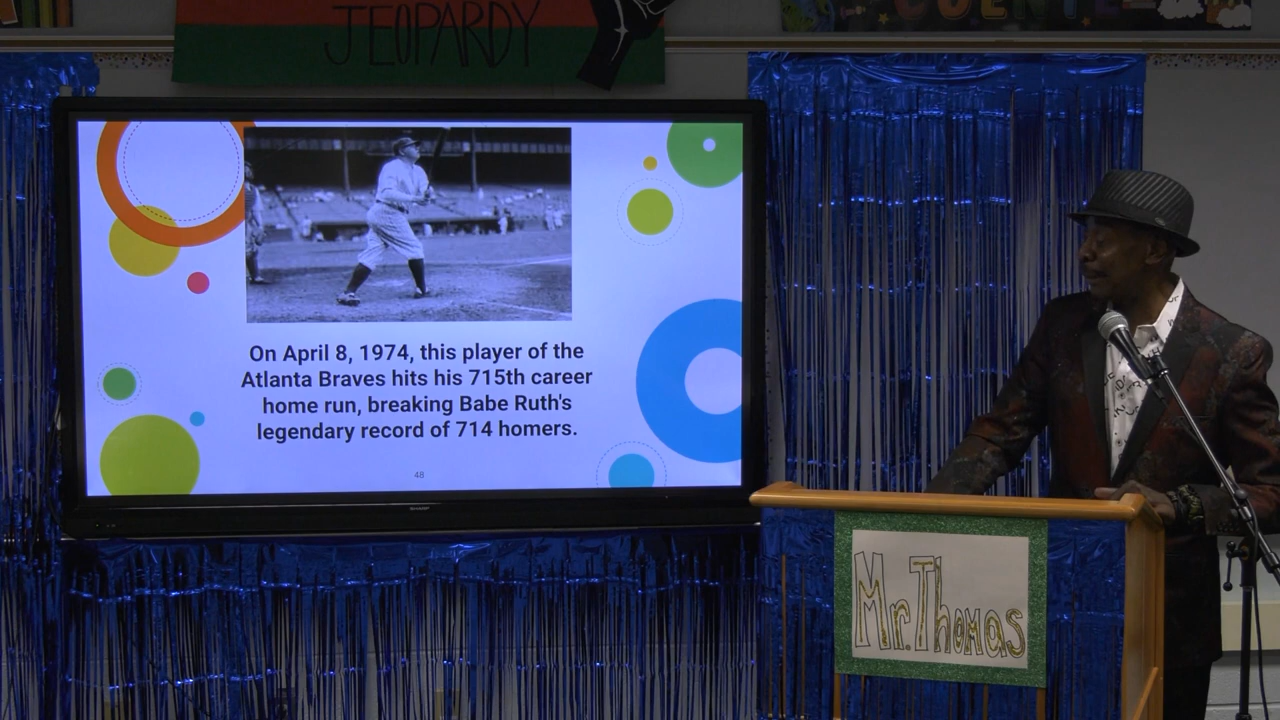 JEOPARDY
On April 8, 1974, this player of the
Atlanta Braves hits his 715th career
home run, breaking Babe Ruth's
legendary record of 714 homers.
48
SHARP
Mr. Thomas